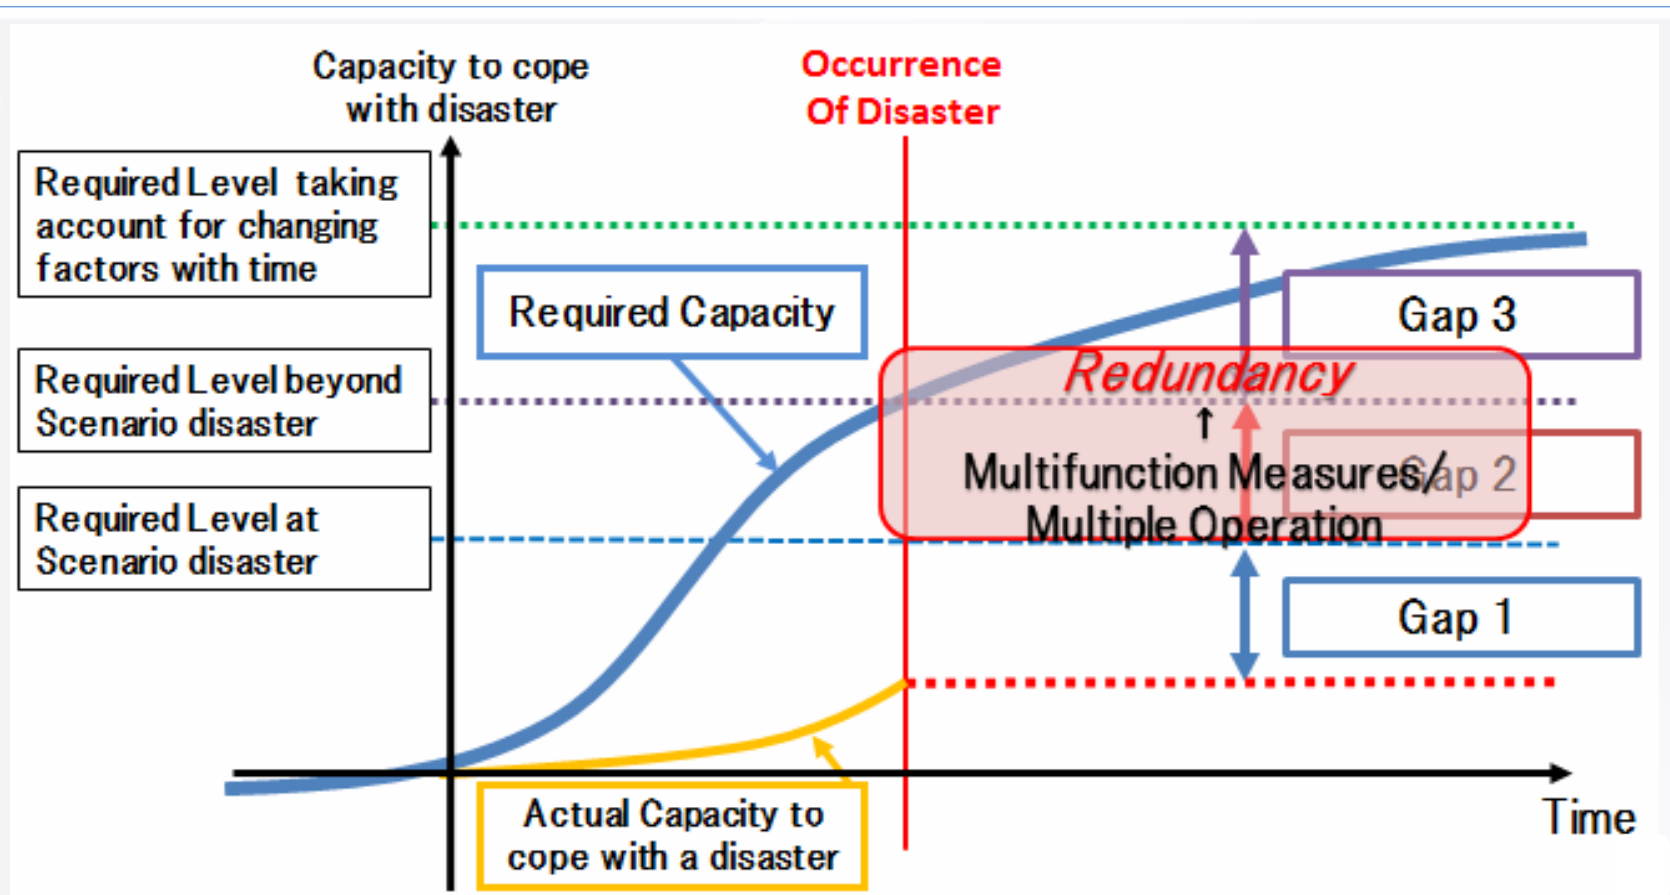 Capacity to cope
with disaster
Occurrence
Of Disaster
Required Level taking
account for changing
factors with time
Required Capacity
Gap 3
Required Level beyond
Scenario disaster
Redundancy
↑
Multifunction Measures/
Multiple Operation
Gap 2
Required Level at
Scenario disaster
Gap 1
Actual Capacity to
cope with a disaster
Time